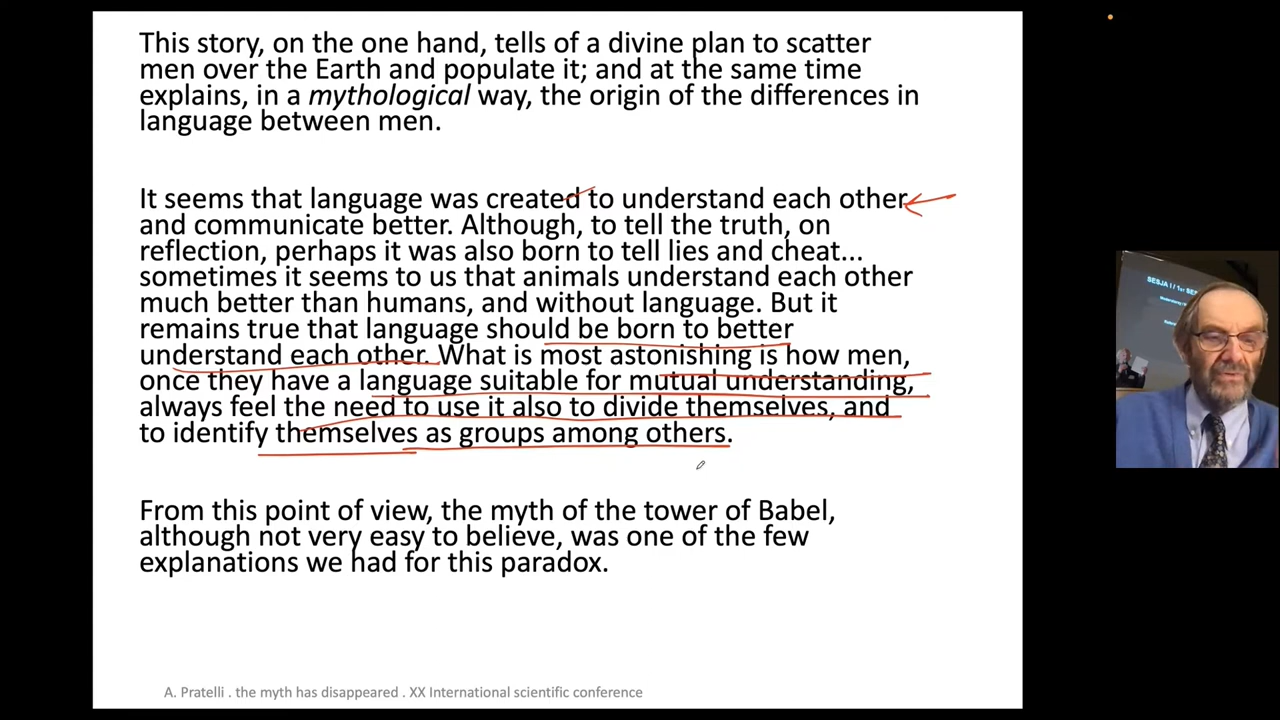 This story, on the one hand, tells of a divine plan to scatter
men over the Earth and populate it; and at the same time
explains, in a mythological way, the origin of the differences in
language between men.
It seems that language was created to understand each other
and communicate better. Although, to tell the truth, on
reflection, perhaps it was also born to tell lies and cheat...
sometimes it seems to us that animals understand each other
much better than humans, and without language. But it
remains true that language should be born to better
understand each other. What is most astonishing is how men,
once they have a language suitable for mutual understanding,
always feel the need to use it also to divide themselves, and
to identify themselves as groups among others.
From this point of view, the myth of the tower of Babel,
although not very easy to believe, was one of the few
explanations we had for this paradox.
A. Pratelli . the myth has disappeared . XX International scientific conference
SESJA I / 1